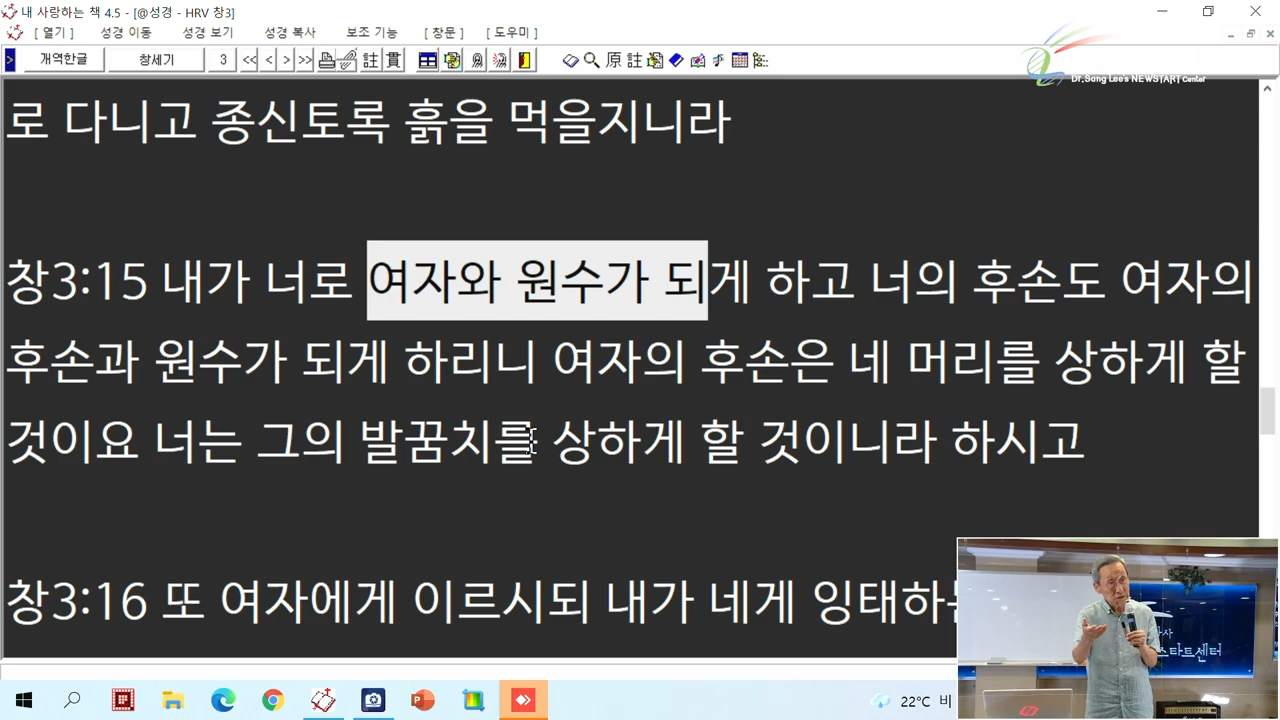 내 사랑하는 책 4.5 - [@성경 - HRV 창3]
[ 열기 ] 성경 이동 성경 보기 성경 복사 보조 기능 [ 창문 ] [ 도우미 ]
> 개역한글 창세기 3 << < > >> 註 貫 原 註
Dr.Sang Lee's NEWSTART Center
로 다니고 종신토록 흙을 먹을지니라
창3:15 내가 너로 여자와 원수가 되게 하고 너의 후손도 여자의
후손과 원수가 되게 하리니 여자의 후손은 네 머리를 상하게 할
것이요 너는 그의 발꿈치를 상하게 할 것이니라 하시고
창3:16 또 여자에게 이르시되 내가 네게 잉태하
스타트센터
22°C 비